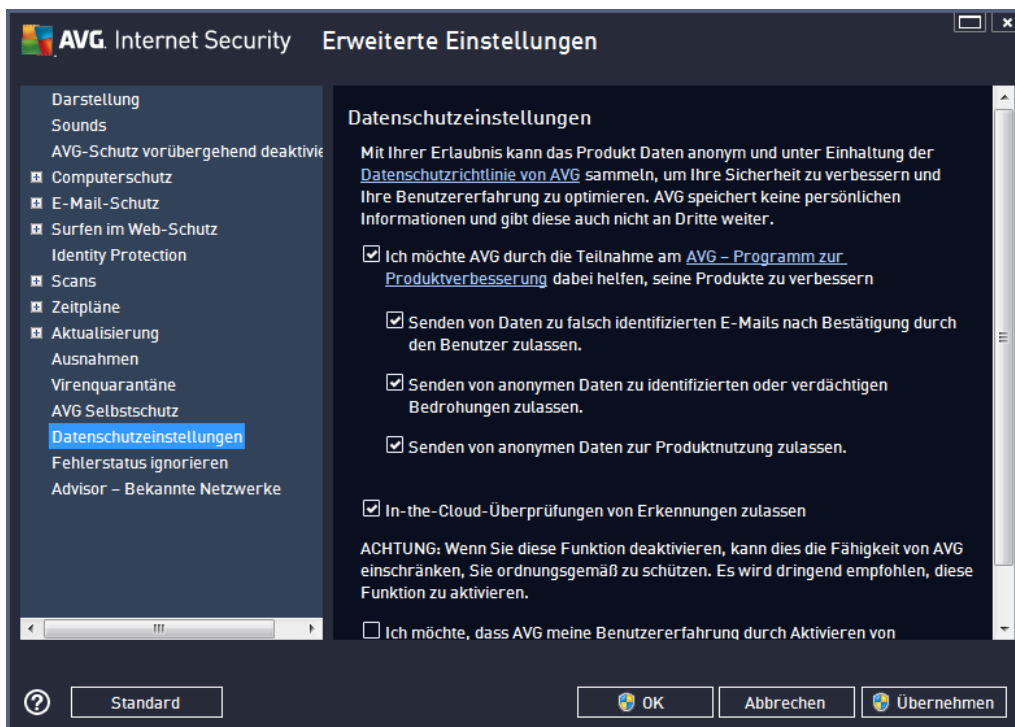 AVG. Internet Security
Erweiterte Einstellungen
Darstellung
Sounds
AVG-Schutz vorübergehend deaktivie
Computerschutz
E-Mail-Schutz
Surfen im Web-Schutz
Identity Protection
Scans
Zeitpläne
Aktualisierung
Ausnahmen
Virenquarantäne
AVG Selbstschutz
Datenschutzeinstellungen
Fehlerstatus ignorieren
Advisor – Bekannte Netzwerke
Datenschutzeinstellungen
Mit Ihrer Erlaubnis kann das Produkt Daten anonym und unter Einhaltung der
Datenschutzrichtlinie von AVG sammeln, um Ihre Sicherheit zu verbessern und
Ihre Benutzererfahrung zu optimieren. AVG speichert keine persönlichen
Informationen und gibt diese auch nicht an Dritte weiter.
Ich möchte AVG durch die Teilnahme am AVG – Programm zur
Produktverbesserung dabei helfen, seine Produkte zu verbessern
Senden von Daten zu falsch identifizierten E-Mails nach Bestätigung durch
den Benutzer zulassen.
Senden von anonymen Daten zu identifizierten oder verdächtigen
Bedrohungen zulassen.
Senden von anonymen Daten zur Produktnutzung zulassen.
In-the-Cloud-Überprüfungen von Erkennungen zulassen
ACHTUNG: Wenn Sie diese Funktion deaktivieren, kann dies die Fähigkeit von AVG
einschränken, Sie ordnungsgemäß zu schützen. Es wird dringend empfohlen, diese
Funktion zu aktivieren.
Ich möchte, dass AVG meine Benutzererfahrung durch Aktivieren von
Standard
OK
Abbrechen
Übernehmen